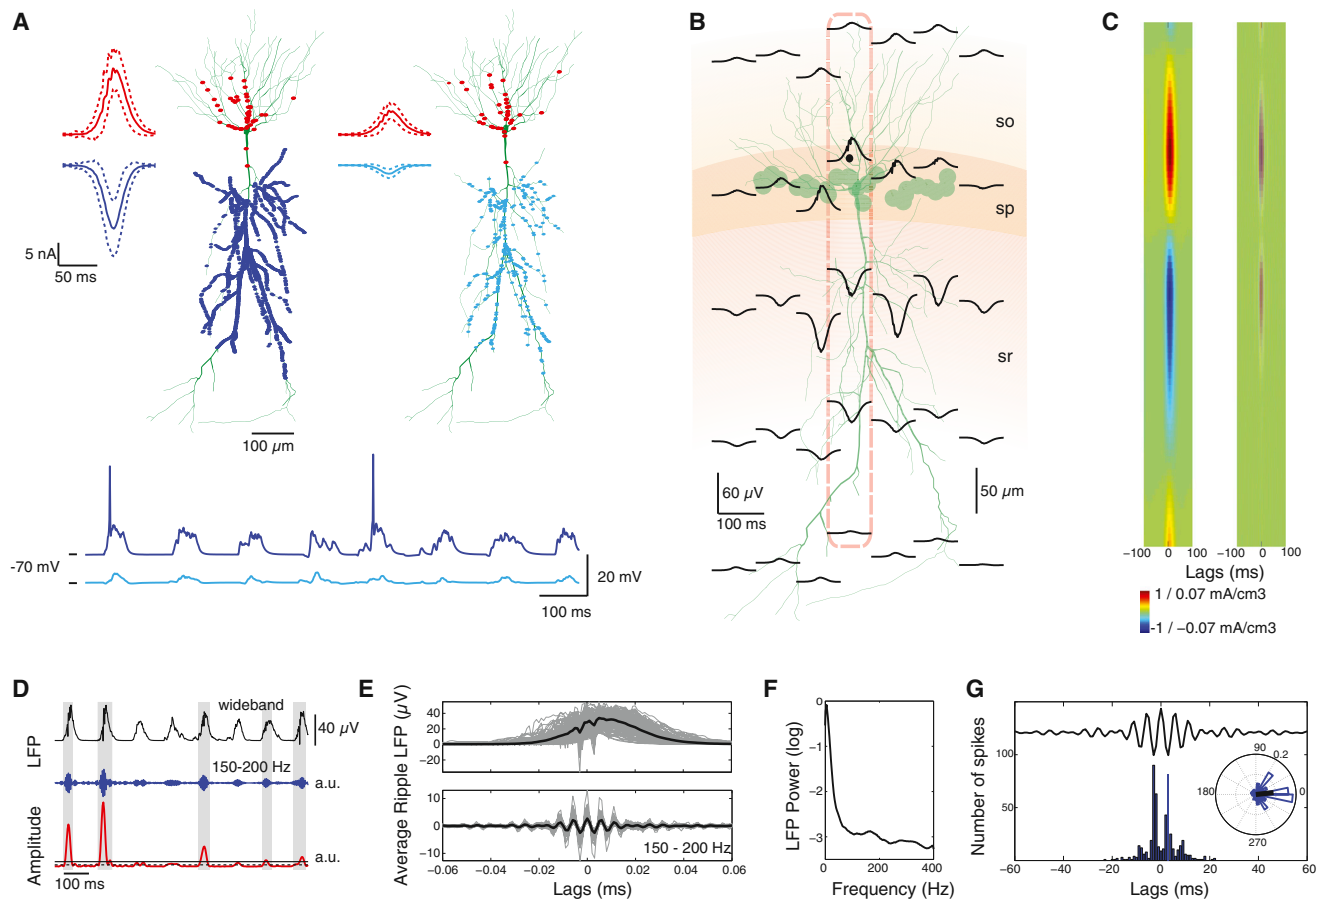 A
5 nA
50 ms
100 µm
-70 mV
20 mV
100 ms
B
so
sp
sr
60 µV
100 ms
50 µm
C
−100 0 100
−100 0 100
Lags (ms)
1 / 0.07 mA/cm3
-1 / −0.07 mA/cm3
D
wideband
LFP
40 µV
150-200 Hz
a.u.
Amplitude
a.u.
100 ms
E
Average Ripple LFP (µV)
40
20
0
−20
10
0
−10
150 - 200 Hz
−0.06 −0.04 −0.02 0 0.02 0.04 0.06
Lags (ms)
F
LFP Power (log)
0
−1
−2
−3
0 200 400
Frequency (Hz)
G
Number of spikes
100
50
90
0.2
180
0
270
−60 −40 −20 0 20 40 60
Lags (ms)